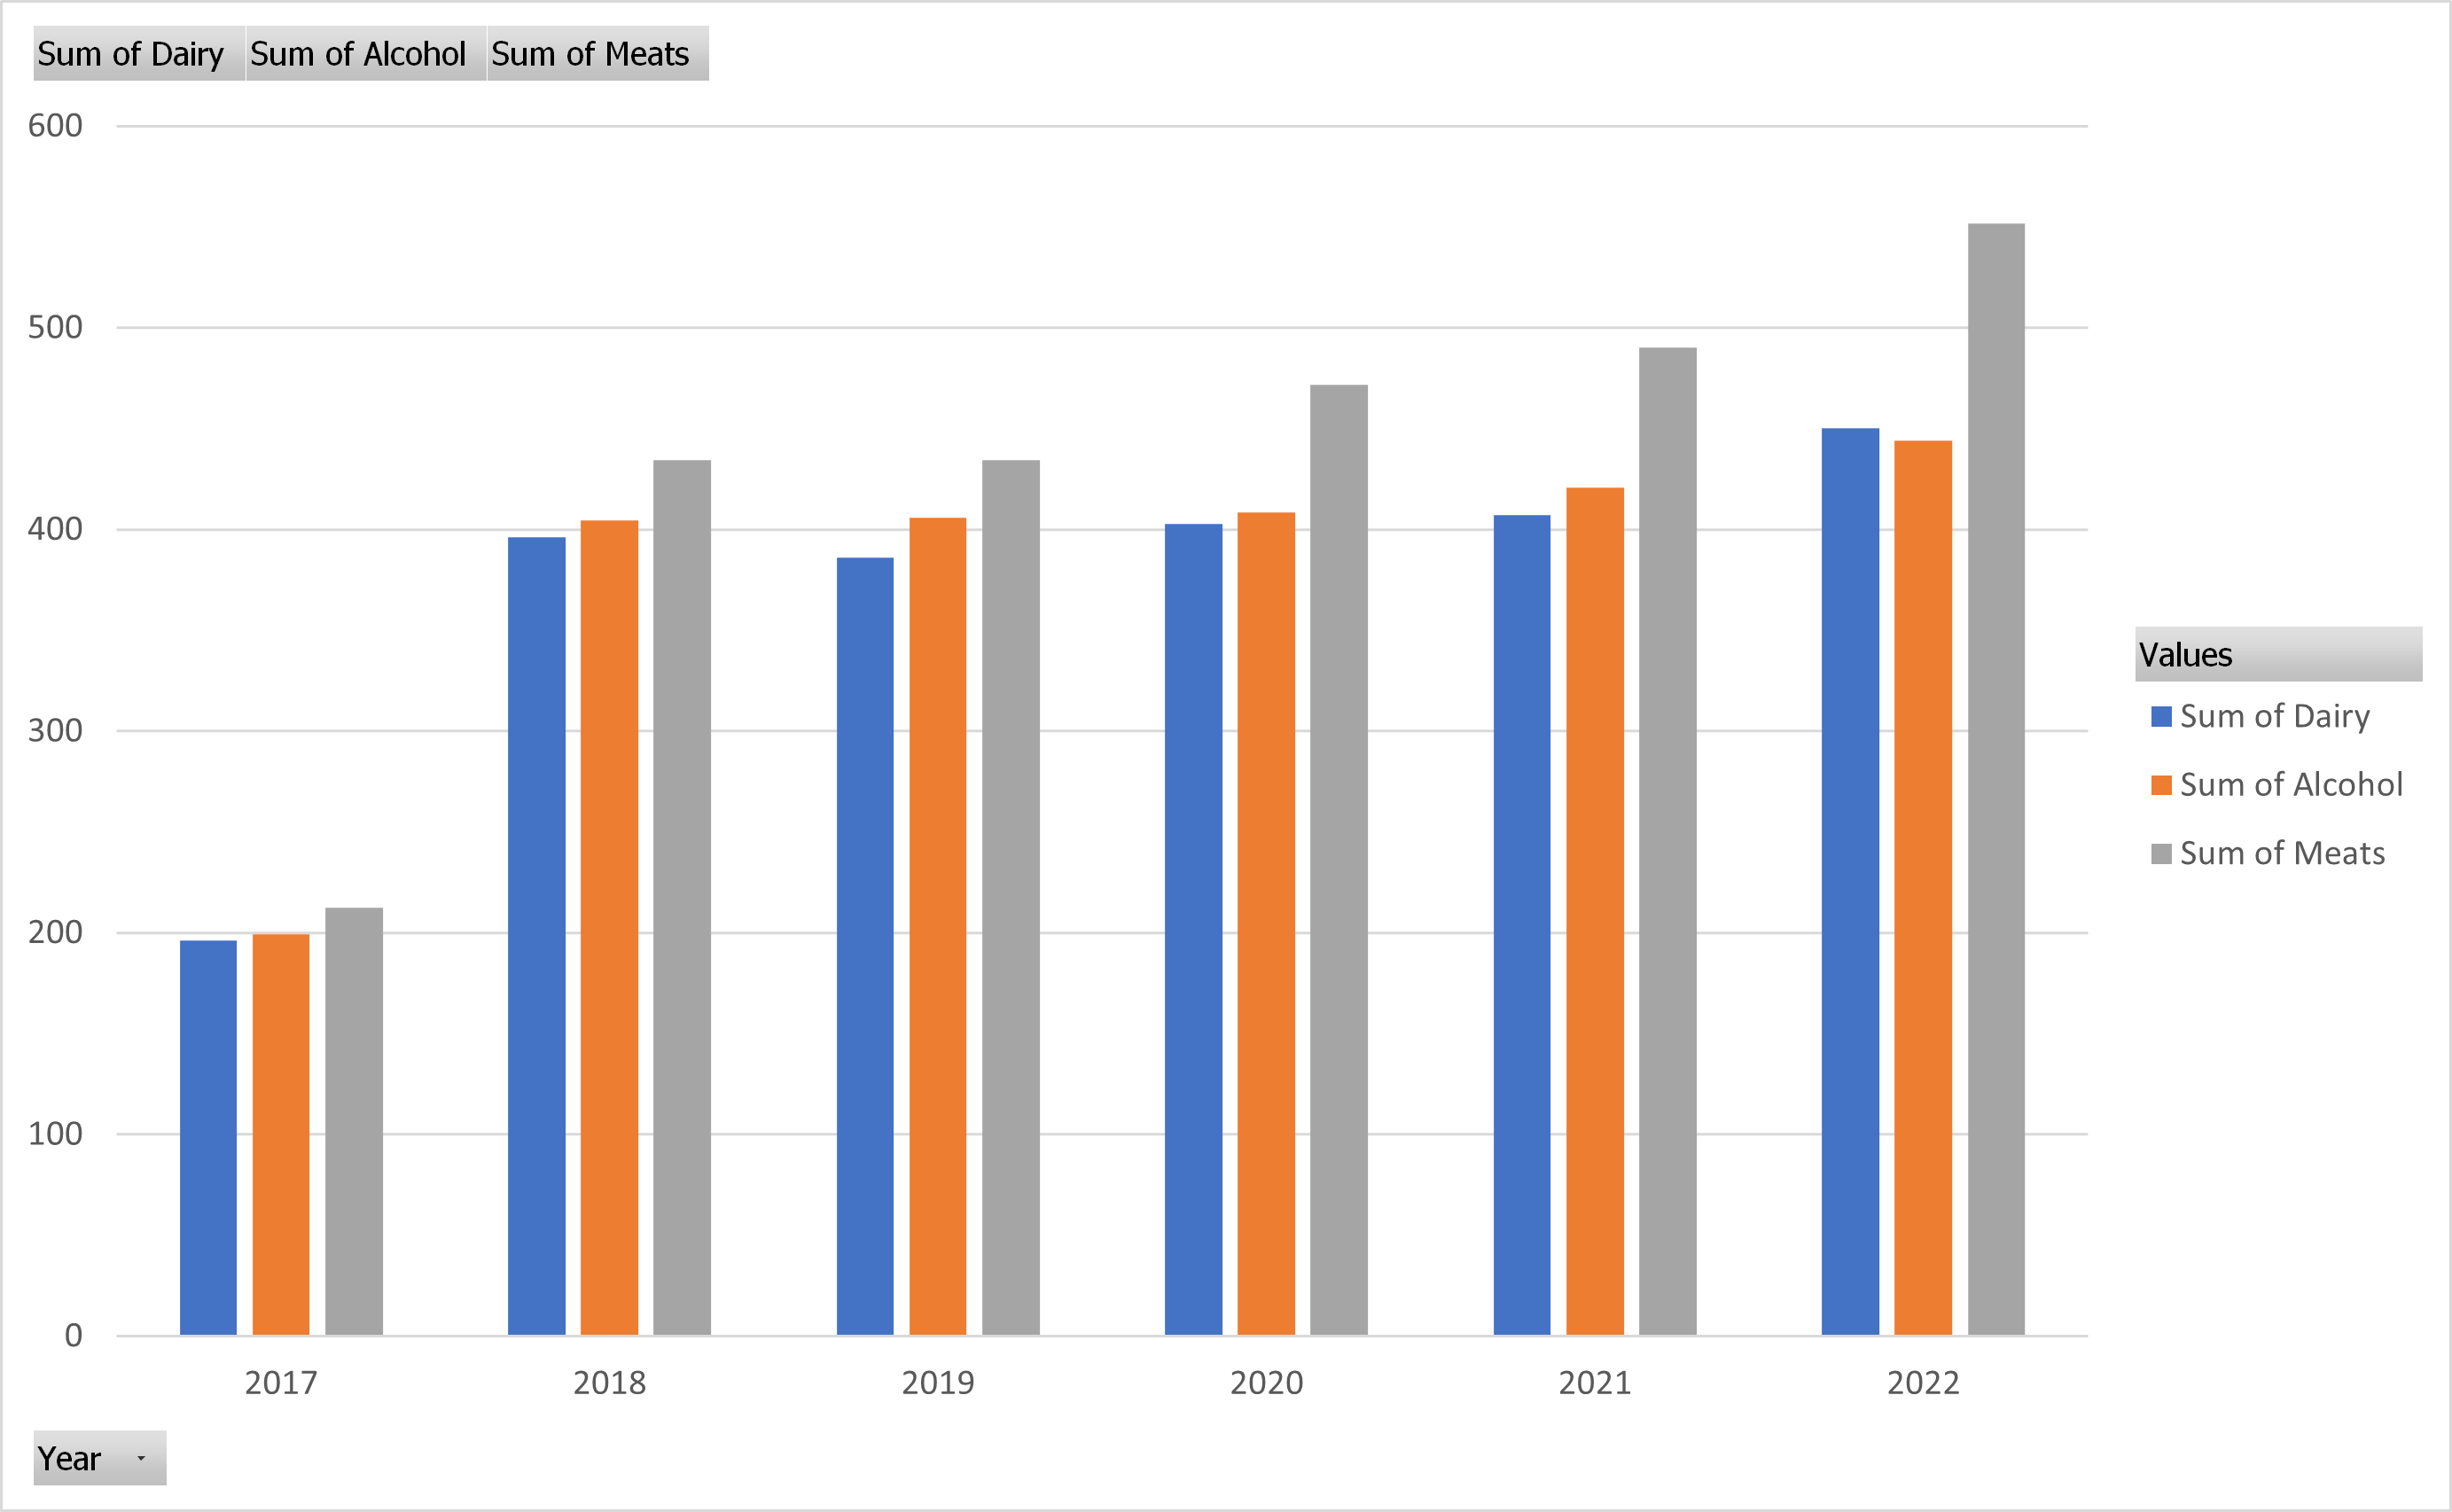 Sum of Dairy Sum of Alcohol Sum of Meats
600
500
400
300
200
100
0
2017 2018 2019 2020 2021 2022
Values
Sum of Dairy
Sum of Alcohol
Sum of Meats
Year